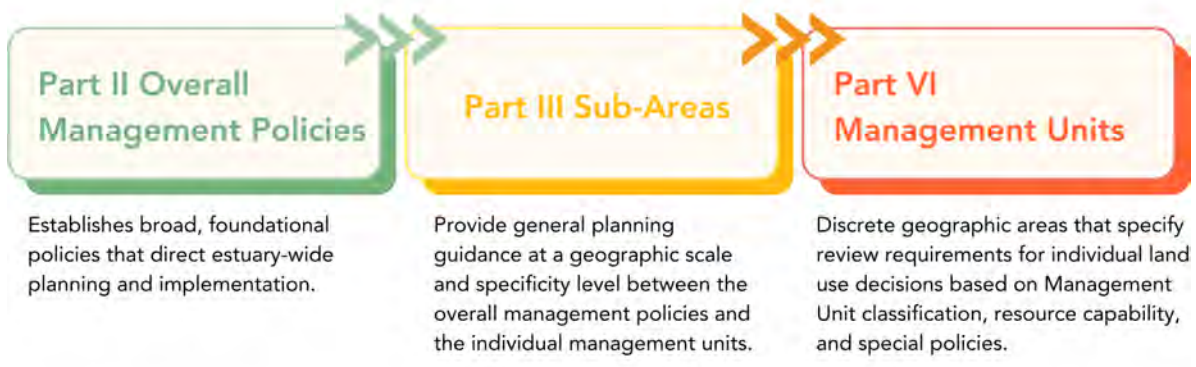 Part II Overall
Management Policies
Part III Sub-Areas
Part VI
Management Units
Establishes broad, foundational
policies that direct estuary-wide
planning and implementation.
Provide general planning
guidance at a geographic scale
and specificity level between the
overall management policies and
the individual management units.
Discrete geographic areas that specify
review requirements for individual land
use decisions based on Management
Unit classification, resource capability,
and special policies.